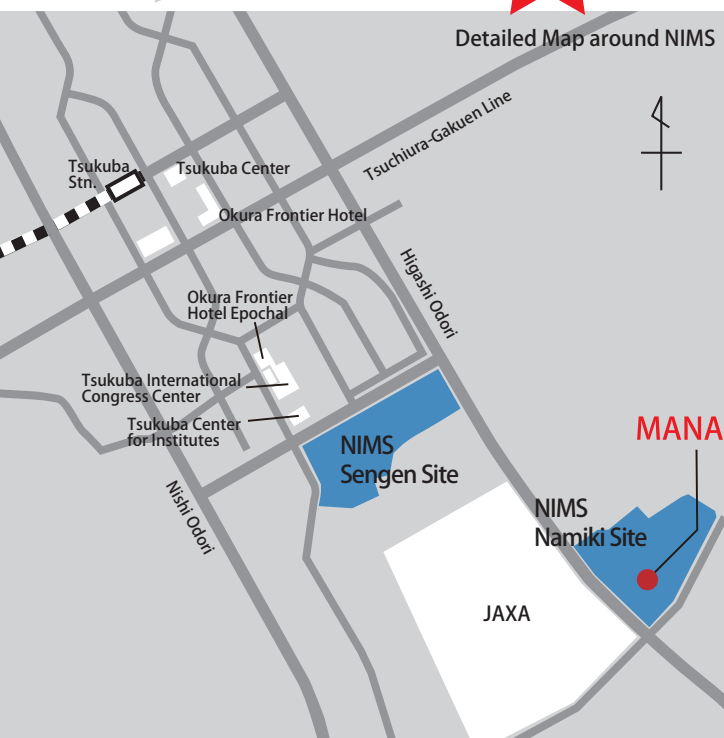 Detailed Map around NIMS
Tsuchiura-Gakuen Line
Tsukuba
Stn.
Tsukuba Center
Okura Frontier Hotel
Higashi Odori
Okura Frontier
Hotel Epochal
Tsukuba International
Congress Center
Tsukuba Center
for Institutes
NIMS
Sengen Site
MANA
Nishi Odori
NIMS
Namiki Site
JAXA